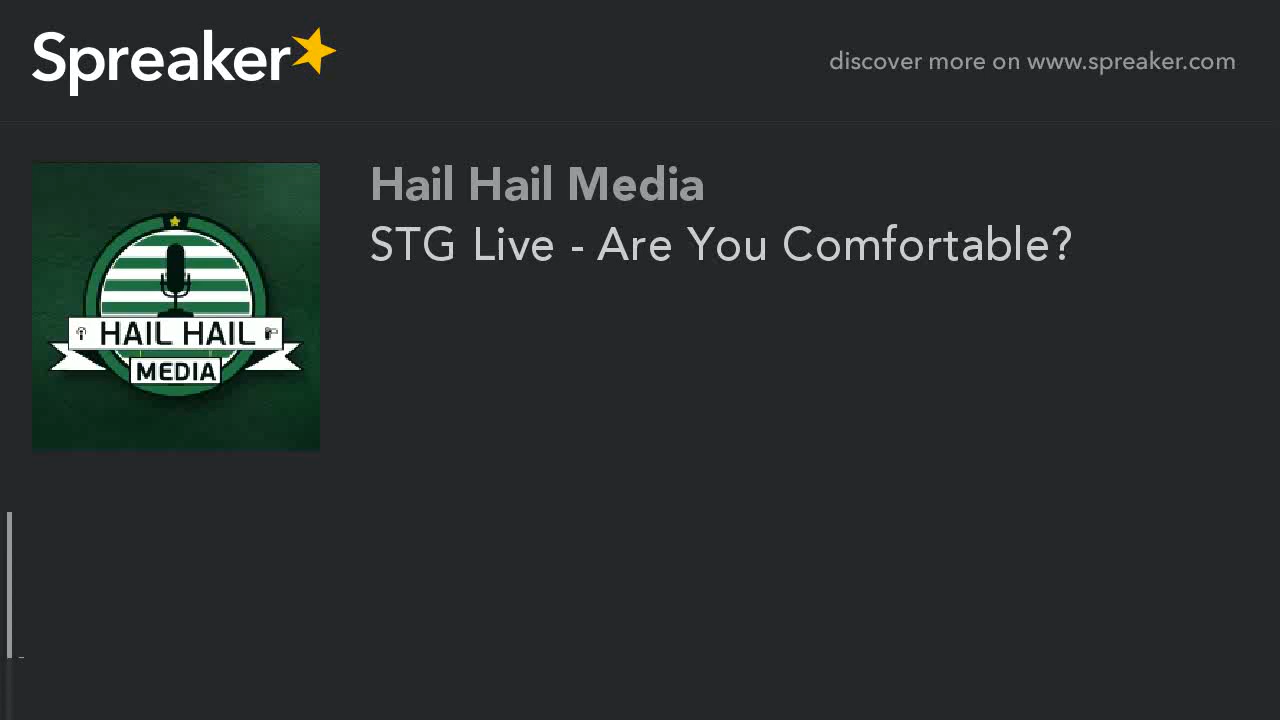 Spreaker
discover more on www.spreaker.com
Hail Hail Media
STG Live - Are You Comfortable?
HAIL HAIL
MEDIA